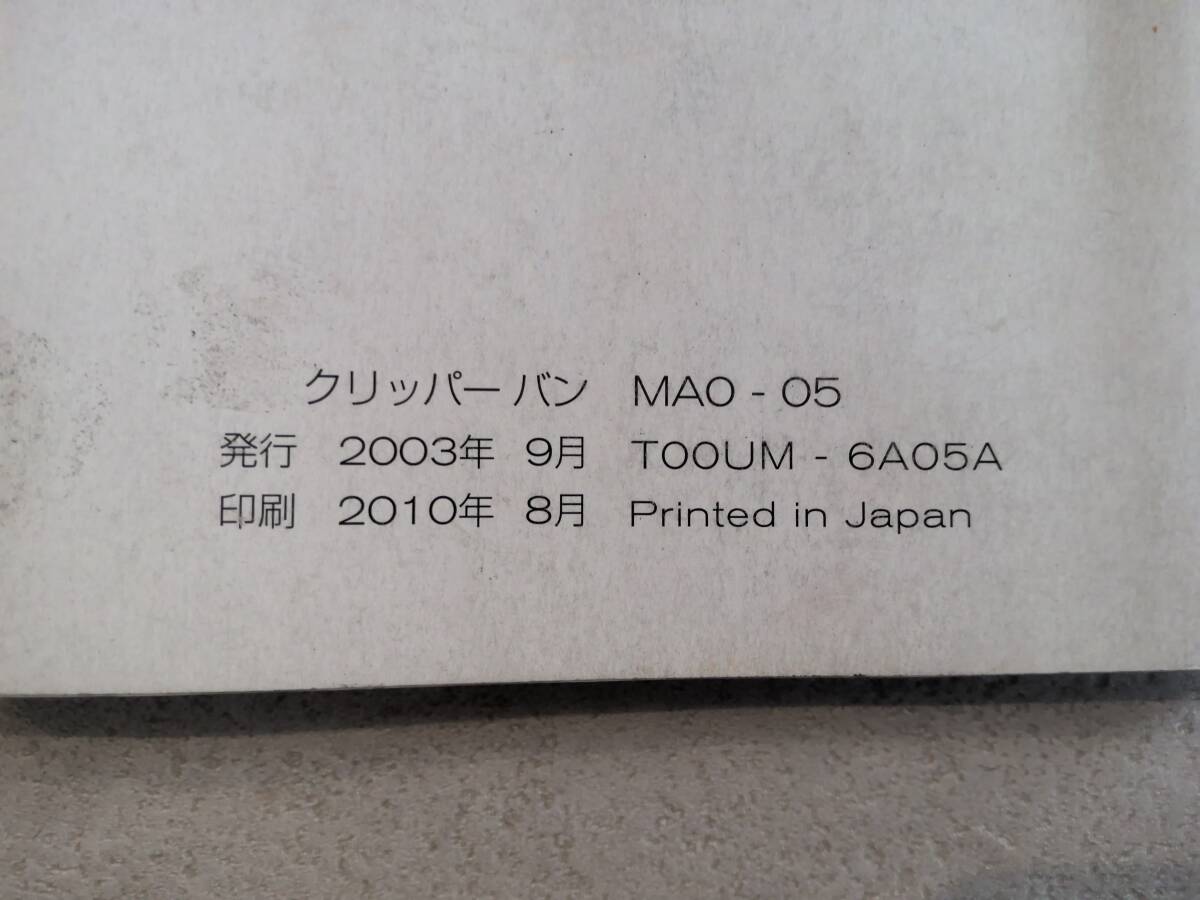 クリッパー バン MA0 - 05
発行 2003年 9月 T00UM - 6A05A
印刷 2010年 8月 Printed in Japan